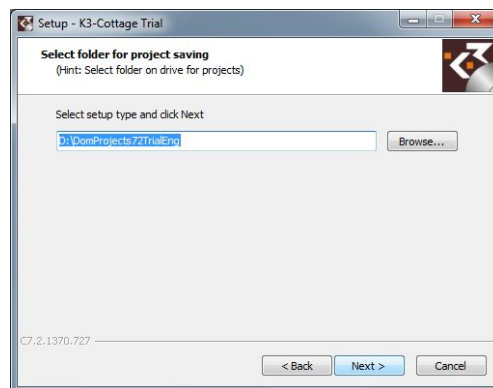 Setup - K3-Cottage Trial
Select folder for project saving
(Hint: Select folder on drive for projects)
Select setup type and click Next
D:\DomProjects72TrialEng
Browse...
C7.2.1370.727
< Back
Next >
Cancel